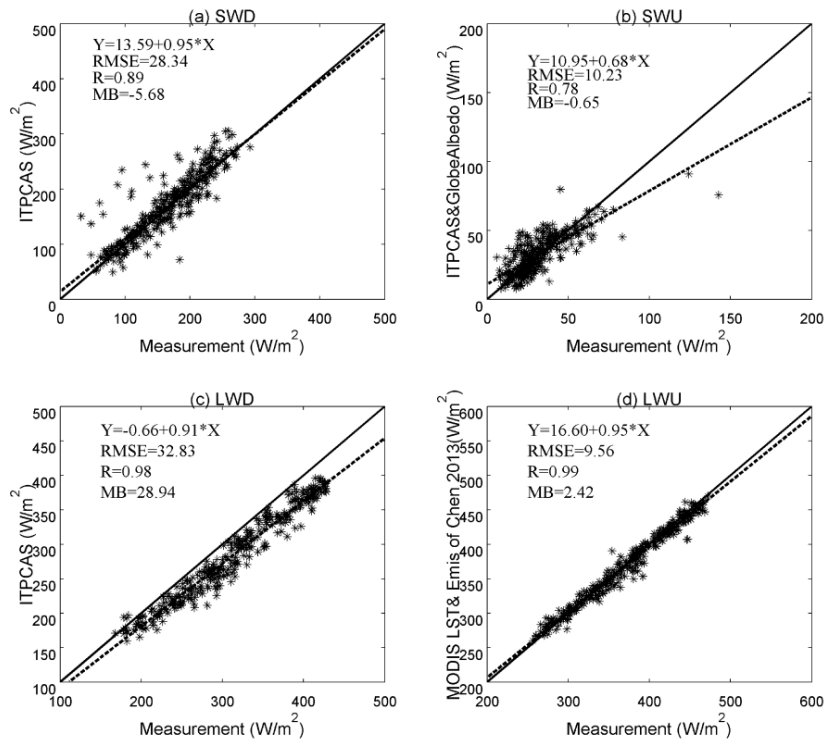 (a) SWD
500
400
300
200
100
0
0 100 200 300 400 500
ITPCAS (W/m²)
Y=13.59+0.95*X
RMSE=28.34
R=0.89
MB=-5.68
Measurement (W/m²)
(b) SWU
200
150
100
50
0
0 50 100 150 200
ITPCAS&GlobeAlbedo (W/m²)
Y=10.95+0.68*X
RMSE=10.23
R=0.78
MB=-0.65
Measurement (W/m²)
(c) LWD
500
450
400
350
300
250
200
150
100
100 200 300 400 500
ITPCAS (W/m²)
Y=-0.66+0.91*X
RMSE=32.83
R=0.98
MB=28.94
Measurement (W/m²)
(d) LWU
600
550
500
450
400
350
300
250
200
200 300 400 500 600
MODIS LST& Emis of Chen 2013(W/m²)
Y=16.60+0.95*X
RMSE=9.56
R=0.99
MB=2.42
Measurement (W/m²)